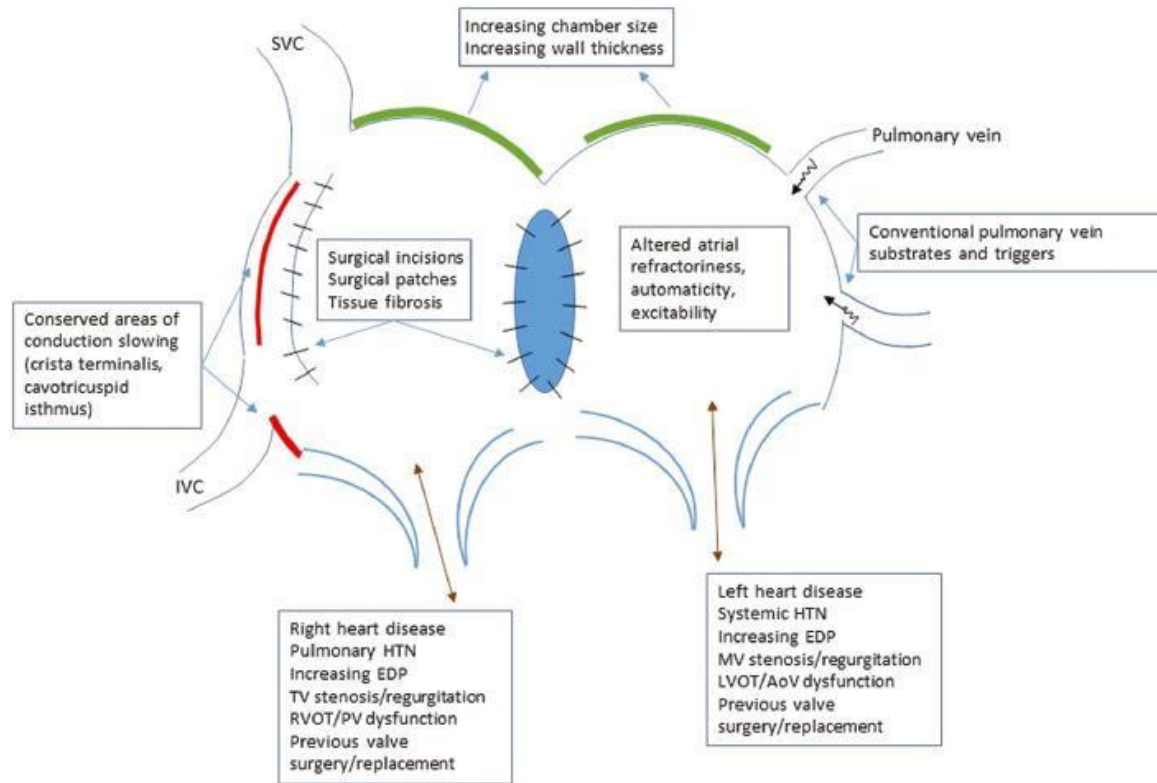 Increasing chamber size
Increasing wall thickness
SVC
Pulmonary vein
Surgical incisions
Surgical patches
Tissue fibrosis
Altered atrial
refractoriness,
automaticity,
excitability
Conventional pulmonary vein
substrates and triggers
Conserved areas of
conduction slowing
(crista terminalis,
cavotricuspid
isthmus)
IVC
Right heart disease
Pulmonary HTN
Increasing EDP
TV stenosis/regurgitation
RVOT/PV dysfunction
Previous valve
surgery/replacement
Left heart disease
Systemic HTN
Increasing EDP
MV stenosis/regurgitation
LVOT/AoV dysfunction
Previous valve
surgery/replacement